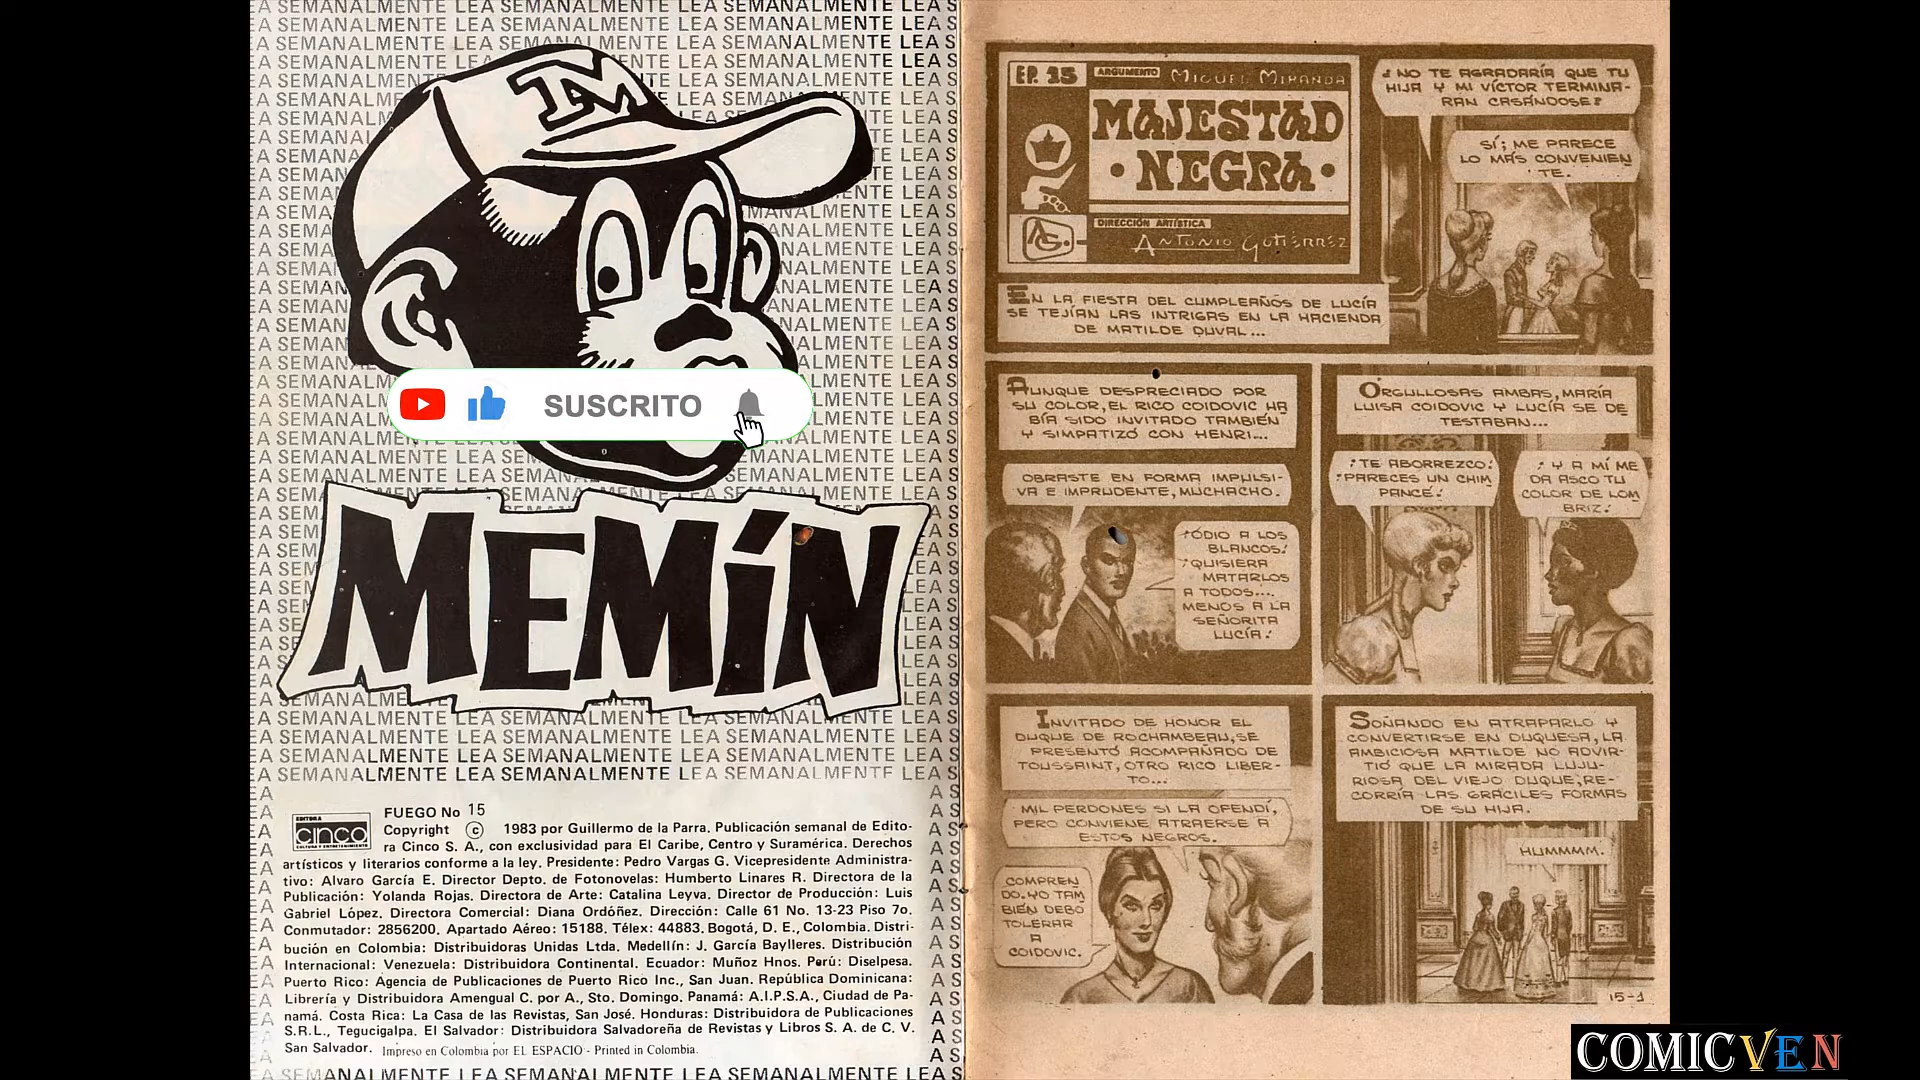 LEA SEMANALMENTE LEA SEMANALMENTE LEA SEMANALMENTE
M
SUSCRITO
MEMÍN
EDITORA
CINCO
CULTURA Y ENTRETENIMIENTO
FUEGO No 15
Copyright © 1983 por Guillermo de la Parra. Publicación semanal de Edito-
ra Cinco S. A., con exclusividad para El Caribe, Centro y Suramérica. Derechos
artísticos y literarios conforme a la ley. Presidente: Pedro Vargas G. Vicepresidente Administra-
tivo: Alvaro García E. Director Depto. de Fotonovelas: Humberto Linares R. Directora de la
Publicación: Yolanda Rojas. Directora de Arte: Catalina Leyva. Director de Producción: Luis
Gabriel López. Directora Comercial: Diana Ordóñez. Dirección: Calle 61 No. 13-23 Piso 7o.
Conmutador: 2856200. Apartado Aéreo: 15188. Télex: 44883. Bogotá, D. E., Colombia. Distri-
bución en Colombia: Distribuidoras Unidas Ltda. Medellín: J. García Baylleres. Distribución
Internacional: Venezuela: Distribuidora Continental. Ecuador: Muñoz Hnos. Perú: Diselpesa.
Puerto Rico: Agencia de Publicaciones de Puerto Rico Inc., San Juan. República Dominicana:
Librería y Distribuidora Amengual C. por A., Sto. Domingo. Panamá: A.I.P.S.A., Ciudad de Pa-
namá. Costa Rica: La Casa de las Revistas, San José. Honduras: Distribuidora de Publicaciones
S.R.L., Tegucigalpa. El Salvador: Distribuidora Salvadoreña de Revistas y Libros S. A. de C. V.
San Salvador. Impreso en Colombia por EL ESPACIO - Printed in Colombia.
EP. 15
ARGUMENTO MIGUEL MIRANDA
MAJESTAD
• NEGRA •
DIRECCIÓN ARTÍSTICA
ANTONIO GUTIÉRREZ
¿NO TE AGRADARÍA QUE TU
HIJA Y MI VÍCTOR TERMINA-
RAN CASÁNDOSE?
SÍ; ME PARECE
LO MÁS CONVENIEN
TE.
EN LA FIESTA DEL CUMPLEAÑOS DE LUCÍA
SE TEJÍAN LAS INTRIGAS EN LA HACIENDA
DE MATILDE DUVAL...
AUNQUE DESPRECIADO POR
SU COLOR, EL RICO COIDOVIC HA
BÍA SIDO INVITADO TAMBIÉN
Y SIMPATIZÓ CON HENRI...
OBRASTE EN FORMA IMPULSI-
VA E IMPRUDENTE, MUCHACHO.
¡ODIO A LOS
BLANCOS!
¡QUISIERA
MATARLOS
A TODOS...
MENOS A LA
SEÑORITA
LUCÍA!
ORGULLOSAS AMBAS, MARÍA
LUISA COIDOVIC Y LUCÍA SE DE
TESTABAN...
¡TE ABORREZCO!
¡PARECES UN CHIM
PANCÉ!
¡Y A MÍ ME
DA ASCO TU
COLOR DE LOM
BRIZ!
INVITADO DE HONOR EL
DUQUE DE ROCHAMBEAU, SE
PRESENTÓ ACOMPAÑADO DE
TOUSSAINT, OTRO RICO LIBER-
TO...
MIL PERDONES SI LA OFENDÍ,
PERO CONVIENE ATRAERSE A
ESTOS NEGROS.
COMPREN
DO. YO TAM
BIÉN DEBO
TOLERAR
A
COIDOVIC.
SOÑANDO EN ATRAPARLO Y
CONVERTIRSE EN DUQUESA, LA
AMBICIOSA MATILDE NO ADVIR-
TIÓ QUE LA MIRADA LUJU-
RIOSA DEL VIEJO DUQUE, RE-
CORRÍA LAS GRÁCILES FORMAS
DE SU HIJA.
HUMMMM.
15-1
COMICVEN